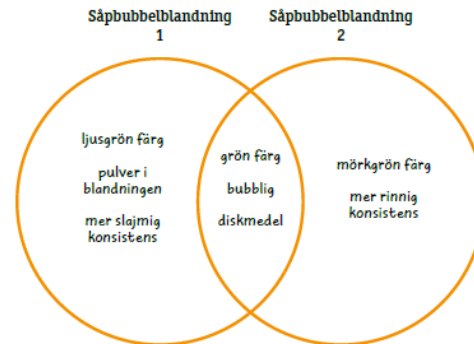 Såpbubbelblandning
1
Såpbubbelblandning
2
ljusgrön färg
pulver i
blandningen
mer slajmig
konsistens
grön färg
bubblig
diskmedel
mörkgrön färg
mer rinnig
konsistens